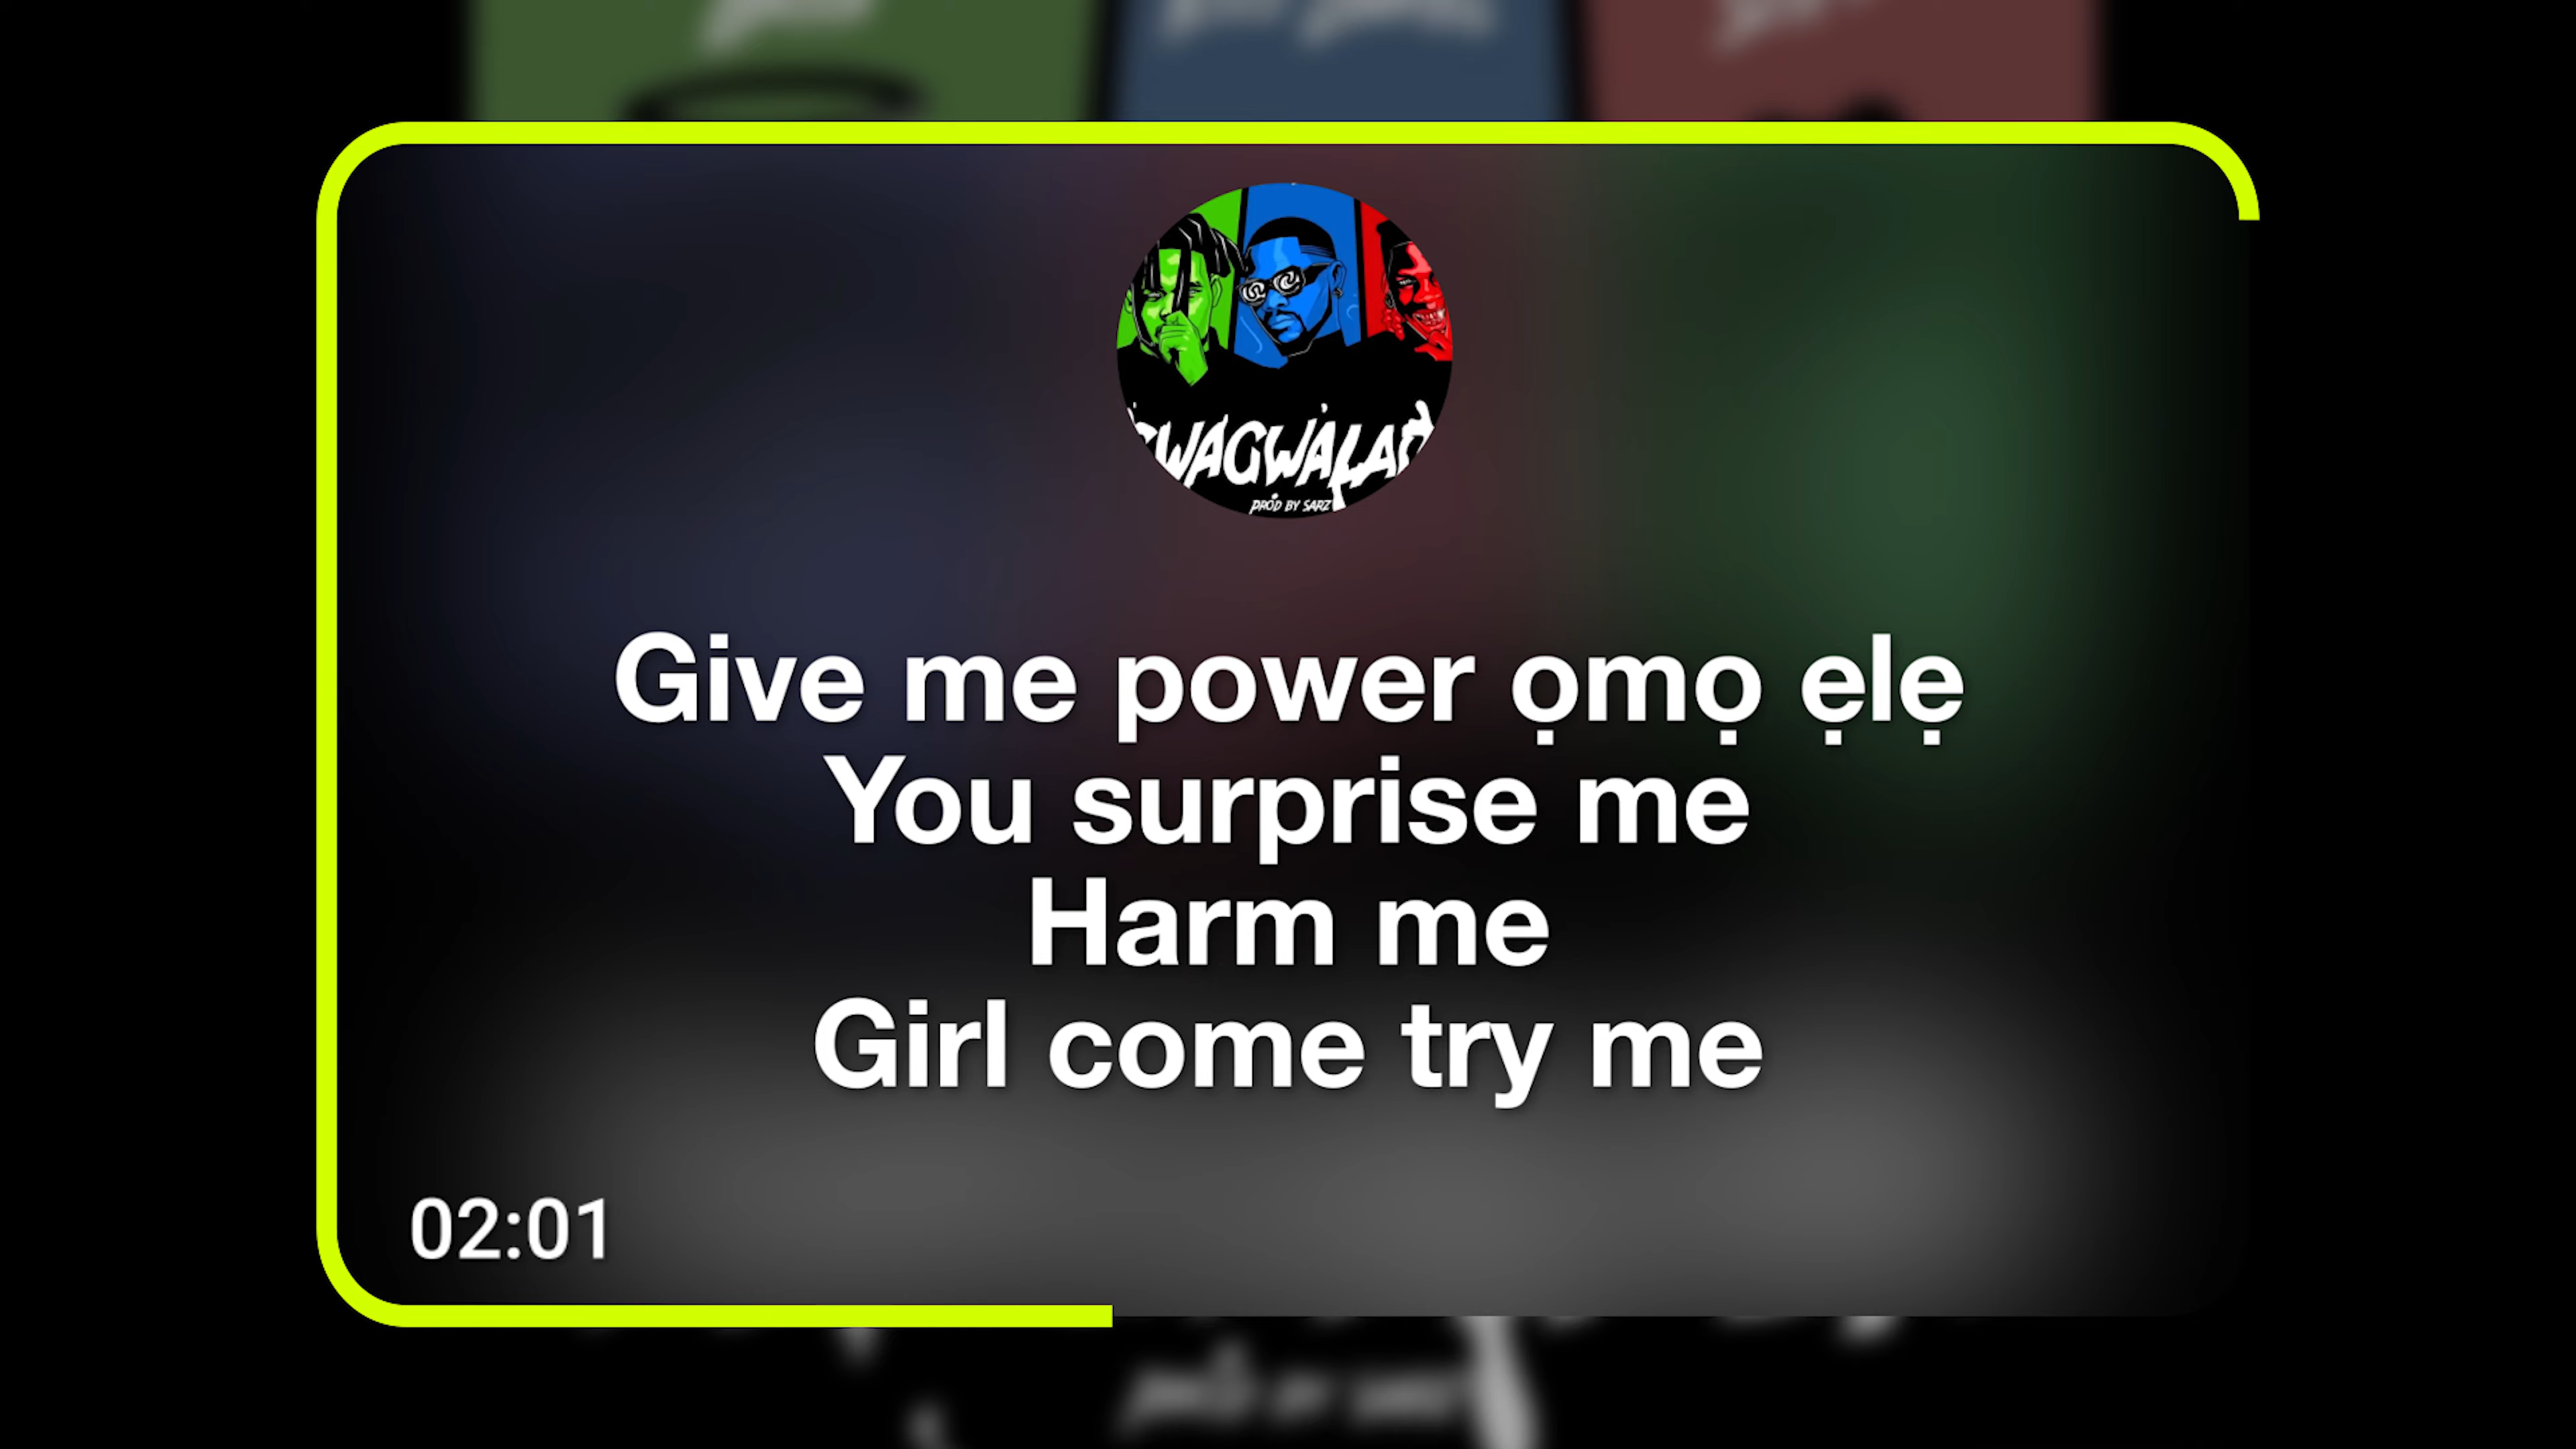 WAGWALAD
PROD BY SARZ
Give me power ọmọ ẹlẹ
You surprise me
Harm me
Girl come try me
02:01